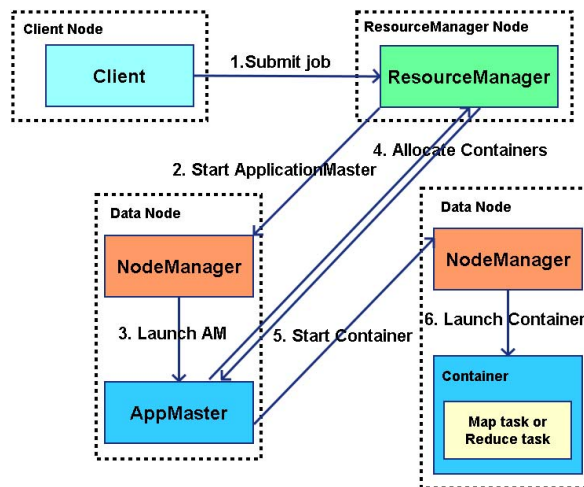 Client Node
Client
1.Submit job
ResourceManager Node
ResourceManager
2. Start ApplicationMaster
4. Allocate Containers
Data Node
NodeManager
3. Launch AM
AppMaster
5. Start Container
Data Node
NodeManager
6. Launch Container
Container
Map task or
Reduce task